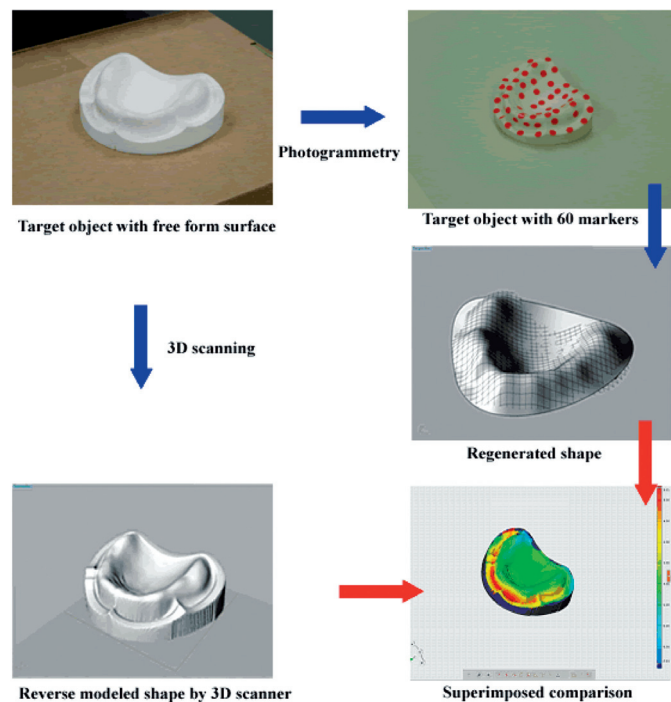 Photogrammetry
Target object with free form surface
Target object with 60 markers
3D scanning
Regenerated shape
Reverse modeled shape by 3D scanner
Superimposed comparison